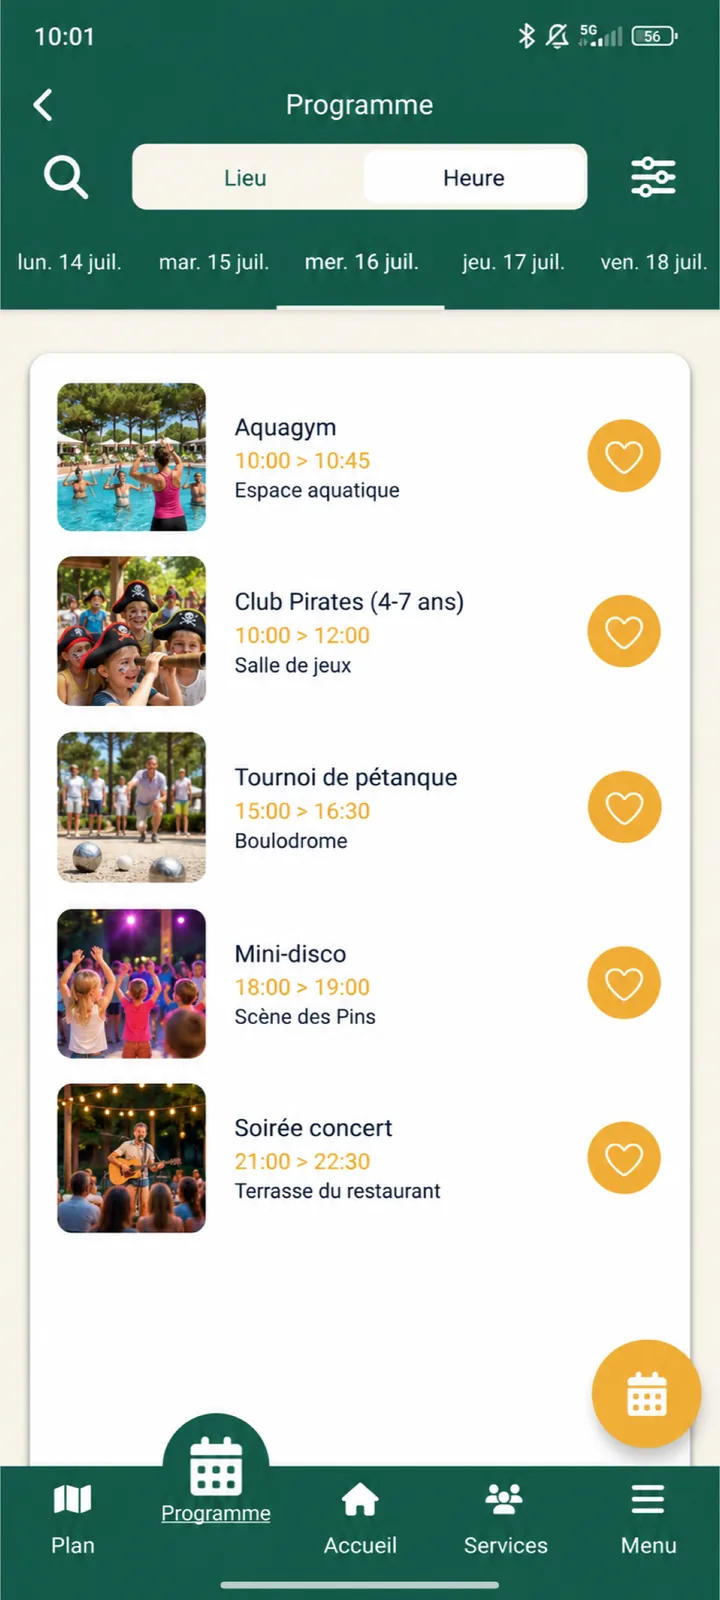 10:01
5G
56
Programme
Lieu
Heure
lun. 14 juil.
mar. 15 juil.
mer. 16 juil.
jeu. 17 juil.
ven. 18 juil.
Aquagym
10:00 > 10:45
Espace aquatique
Club Pirates (4-7 ans)
10:00 > 12:00
Salle de jeux
Tournoi de pétanque
15:00 > 16:30
Boulodrome
Mini-disco
18:00 > 19:00
Scène des Pins
Soirée concert
21:00 > 22:30
Terrasse du restaurant
Plan
Programme
Accueil
Services
Menu